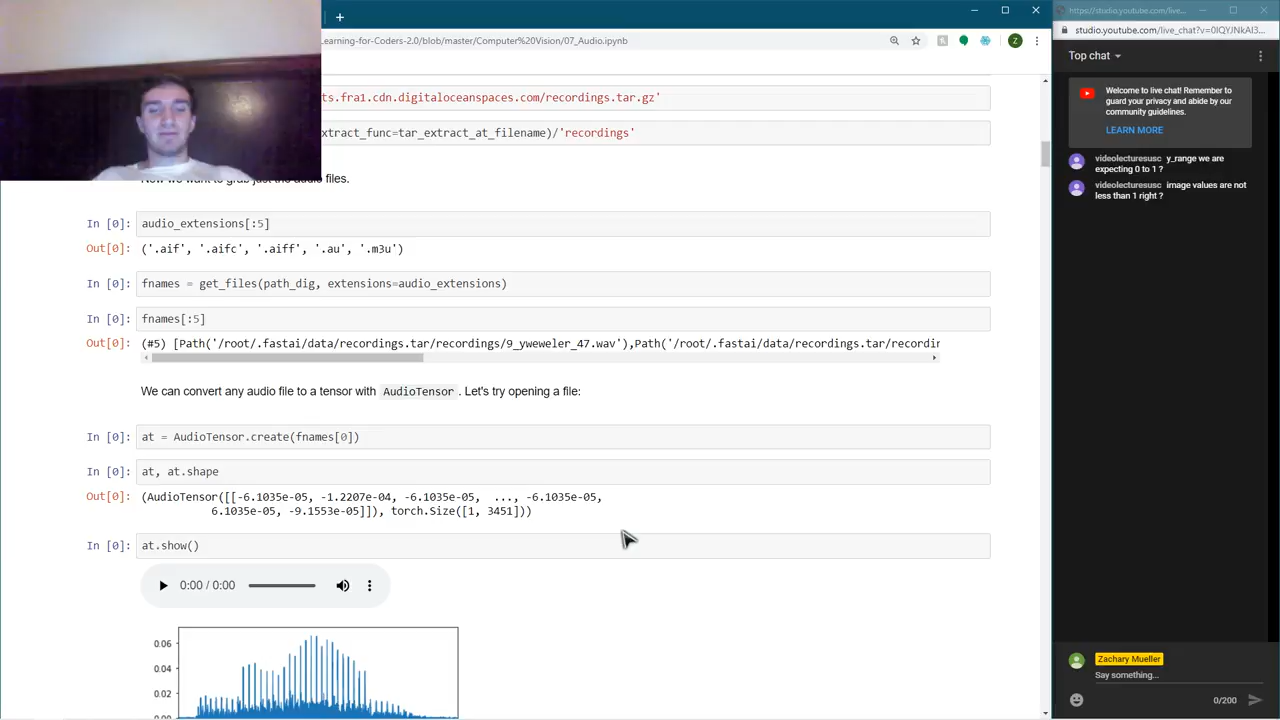 https://studio.youtube.com/live...
Learning-for-Coders-2.0/blob/master/Computer%20Vision/07_Audio.ipynb
studio.youtube.com/live_chat?v=0IQYJNkAI3...
Top chat
Welcome to live chat! Remember to
guard your privacy and abide by our
community guidelines.
LEARN MORE
videolecturesusc y_range we are
expecting 0 to 1 ?
videolecturesusc image values are not
less than 1 right ?
ts.fra1.cdn.digitaloceanspaces.com/recordings.tar.gz'
xtract_func=tar_extract_at_filename)/'recordings'
Now we want to grab just the audio files.
In [0]: audio_extensions[:5]
Out[0]: ('.aif', '.aifc', '.aiff', '.au', '.m3u')
In [0]: fnames = get_files(path_dig, extensions=audio_extensions)
In [0]: fnames[:5]
Out[0]: (#5) [Path('/root/.fastai/data/recordings.tar/recordings/9_yweweler_47.wav'),Path('/root/.fastai/data/recordings.tar/recordin
We can convert any audio file to a tensor with AudioTensor . Let's try opening a file:
In [0]: at = AudioTensor.create(fnames[0])
In [0]: at, at.shape
Out[0]: (AudioTensor([[-6.1035e-05, -1.2207e-04, -6.1035e-05, ..., -6.1035e-05,
6.1035e-05, -9.1553e-05]]), torch.Size([1, 3451]))
In [0]: at.show()
0:00 / 0:00
0.06
0.04
0.02
0.00
Zachary Mueller
Say something...
0/200
Z